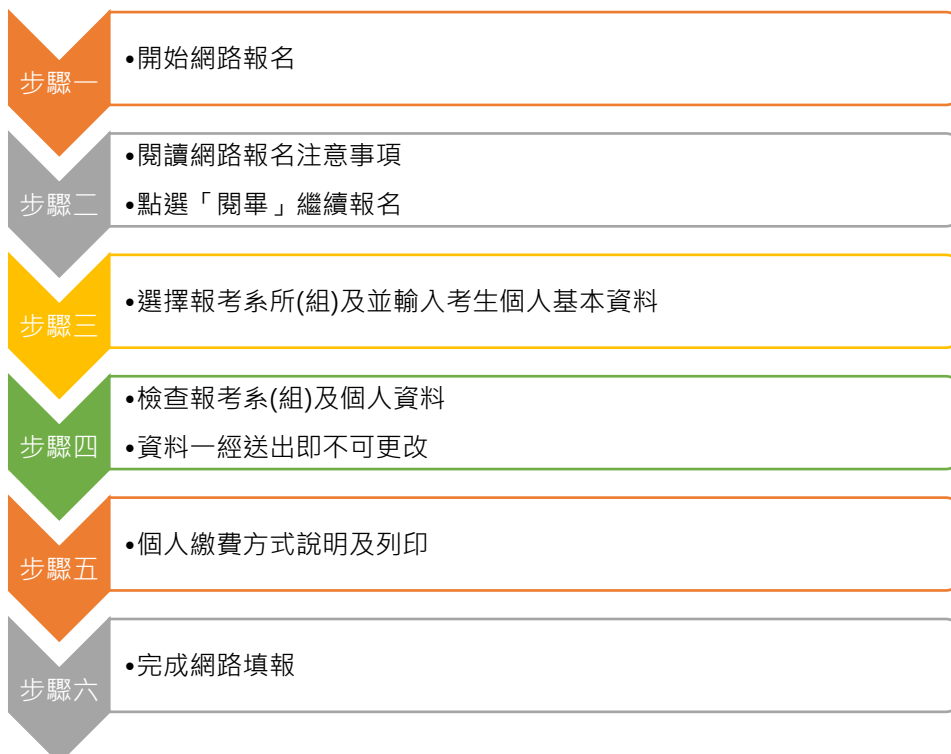 步驟一
•開始網路報名
步驟二
•閱讀網路報名注意事項
•點選「閱畢」繼續報名
步驟三
•選擇報考系所(組)及並輸入考生個人基本資料
步驟四
•檢查報考系(組)及個人資料
•資料一經送出即不可更改
步驟五
•個人繳費方式說明及列印
步驟六
•完成網路填報